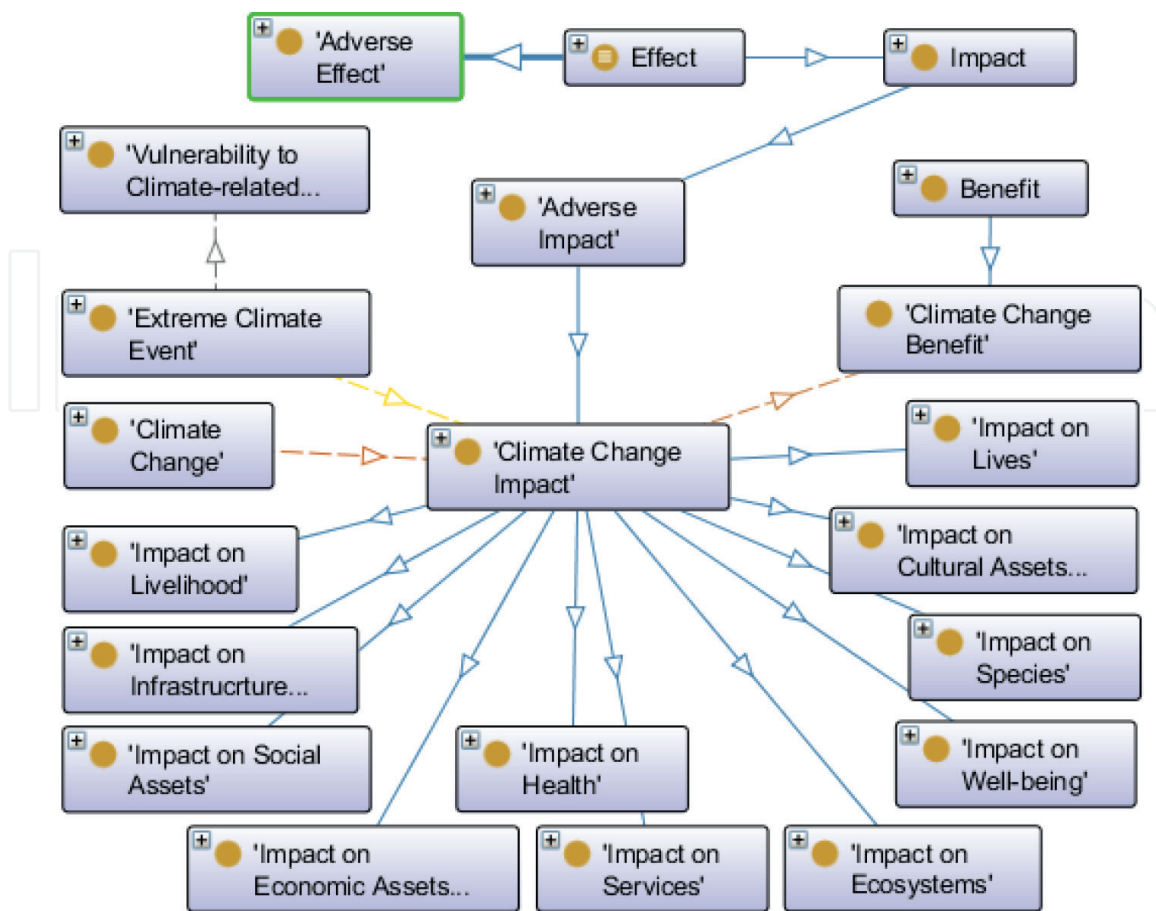 'Adverse
Effect'
Effect
Impact
'Vulnerability to
Climate-related...
'Adverse
Impact'
Benefit
'Extreme Climate
Event'
'Climate Change
Benefit'
'Climate
Change'
'Climate Change
Impact'
'Impact on
Lives'
'Impact on
Livelihood'
'Impact on
Cultural Assets...
'Impact on
Infrastrucrture...
'Impact on
Species'
'Impact on Social
Assets'
'Impact on
Health'
'Impact on
Well-being'
'Impact on
Economic Assets...
'Impact on
Services'
'Impact on
Ecosystems'